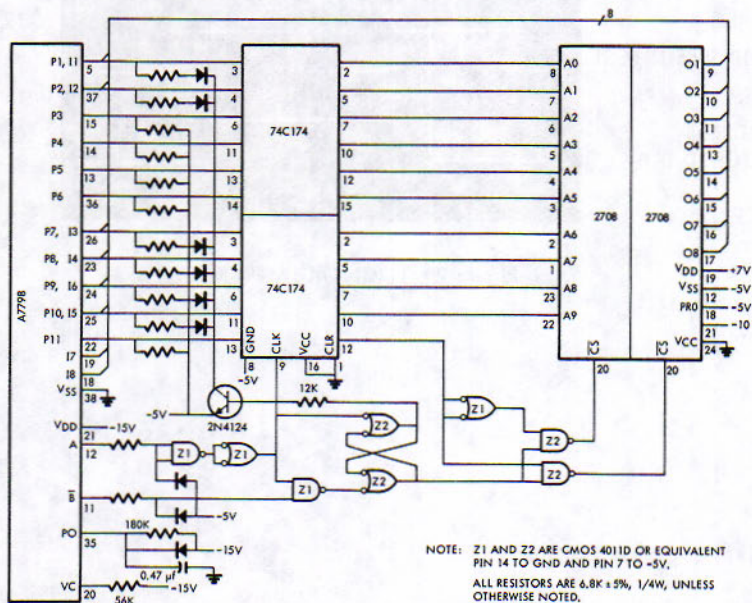 8
P1, I1
5
3
2
8
A0
O1
9
P2, I2
37
4
5
7
A1
O2
10
P3
15
6
7
6
A2
O3
11
P4
14
11
74C174
10
5
A3
O4
13
P5
13
13
12
4
A4
O5
14
P6
36
14
15
3
A5
2708
2708
O6
15
P7, I3
26
3
2
2
A6
O7
16
P8, I4
23
5
1
A7
O8
17
A7798
P9, I6
24
6
74C174
7
23
A8
VDD
+7V
19
P10, I5
25
11
10
22
A9
VSS
-5V
12
P11
22
13
12
PRO
-5V
18
-10
21
I7
19
GND
CLK
VCC
CLR
VCC
24
I8
18
8
9
16
1
CS
CS
VSS
38
-5V
20
20
-5V
12K
Z1
2N4124
Z2
VDD
-15V
21
A
12
Z1
Z1
Z2
Z2
Z2
B
11
Z1
-5V
PO
180K
35
-15V
0.47 µf
VC
20
56K
-15V
NOTE: Z1 AND Z2 ARE CMOS 4011D OR EQUIVALENT
PIN 14 TO GND AND PIN 7 TO -5V.
ALL RESISTORS ARE 6.8K ± 5%, 1/4W, UNLESS
OTHERWISE NOTED.